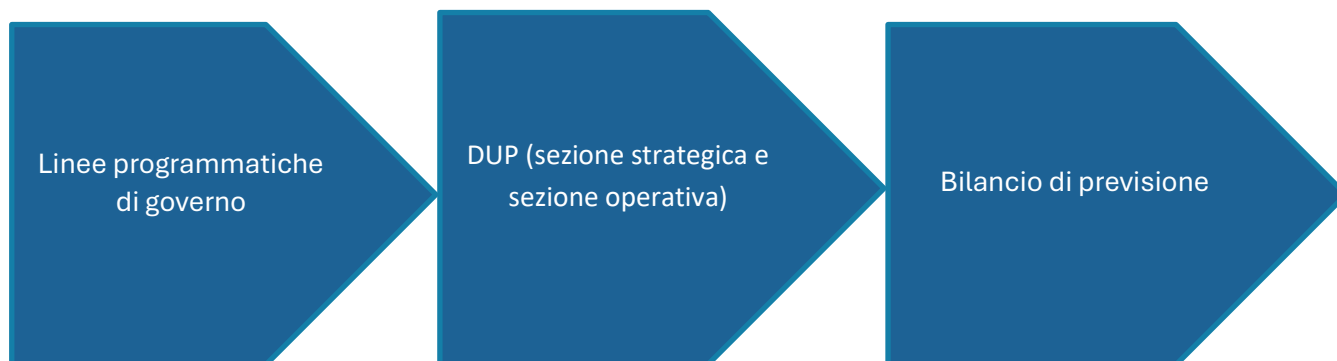 Linee programmatiche
di governo
DUP (sezione strategica e
sezione operativa)
Bilancio di previsione